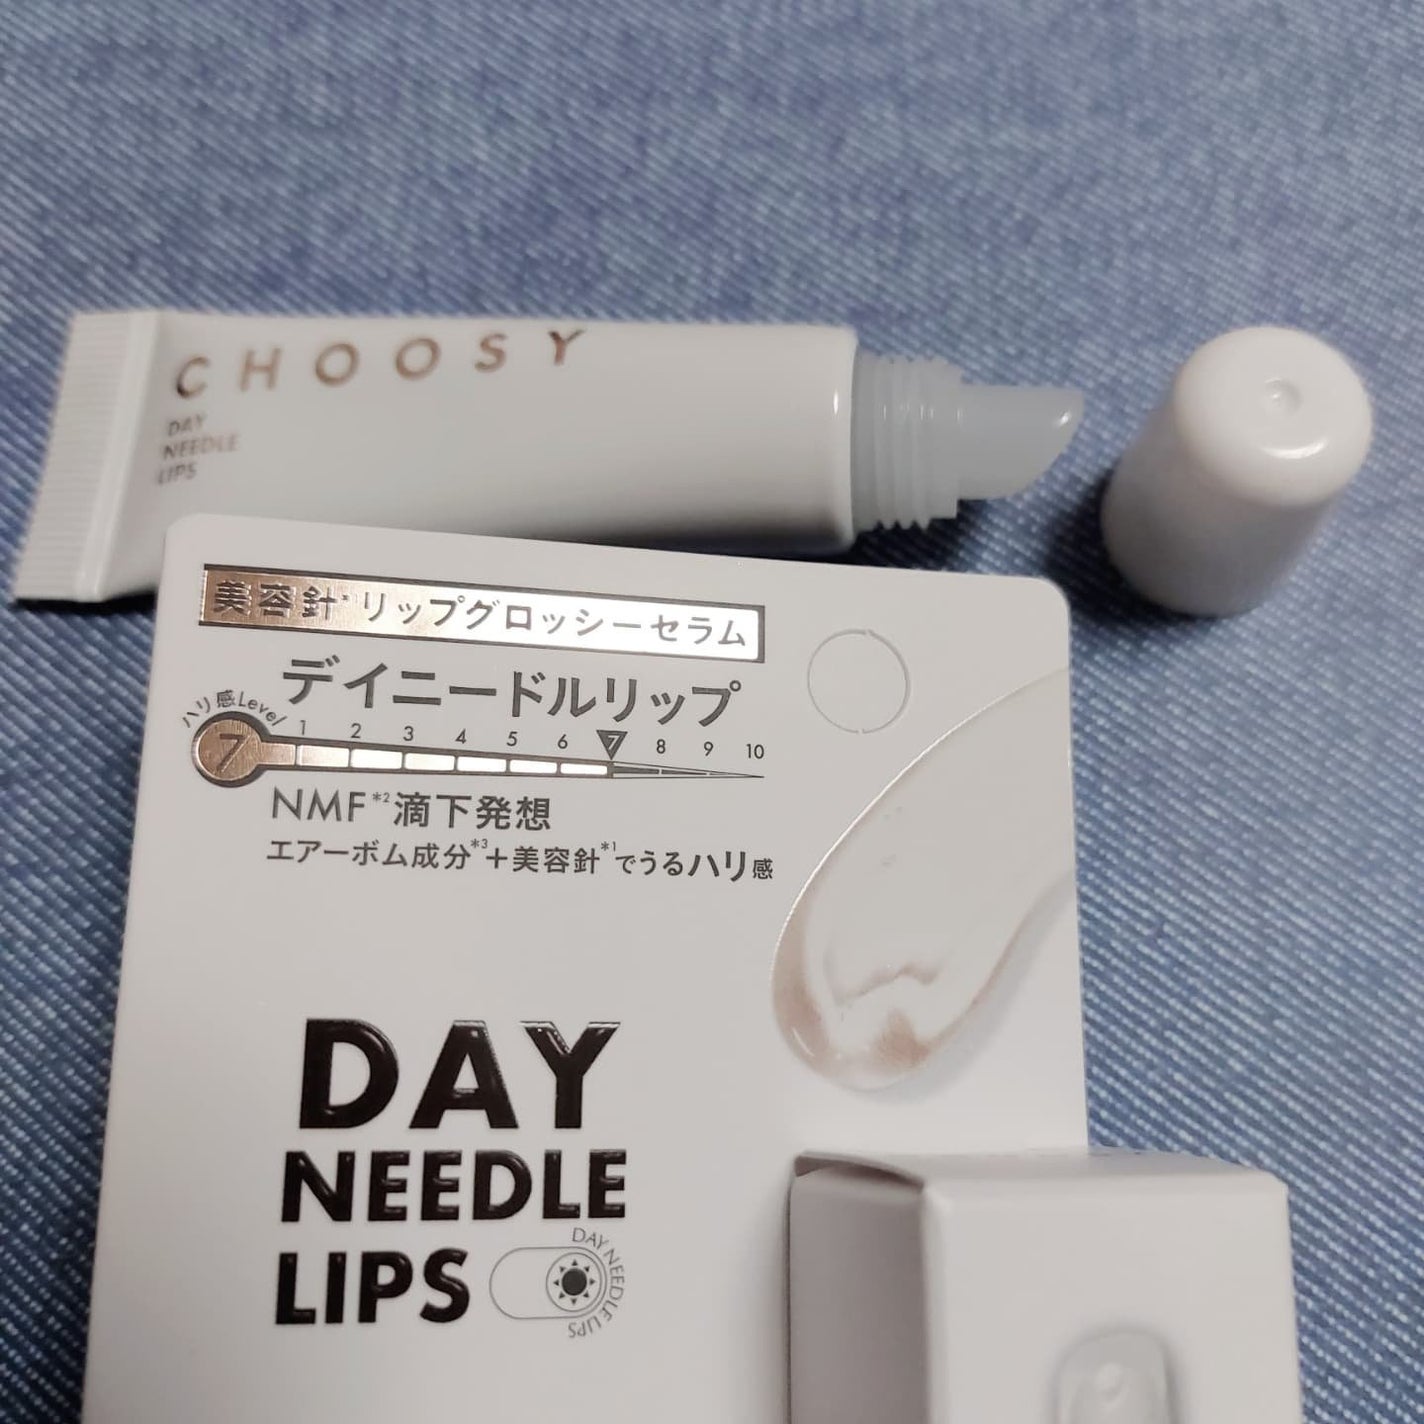 CHOOSY
DAY
NEEDLE
LIPS
美容針*¹リップグロッシーセラム
デイニードルリップ
ハリ感Level
7
1 2 3 4 5 6 7 8 9 10
NMF*²滴下発想
エアーボム成分*³+美容針*¹でうるハリ感
DAY
NEEDLE
LIPS
DAY NEEDLE LIPS